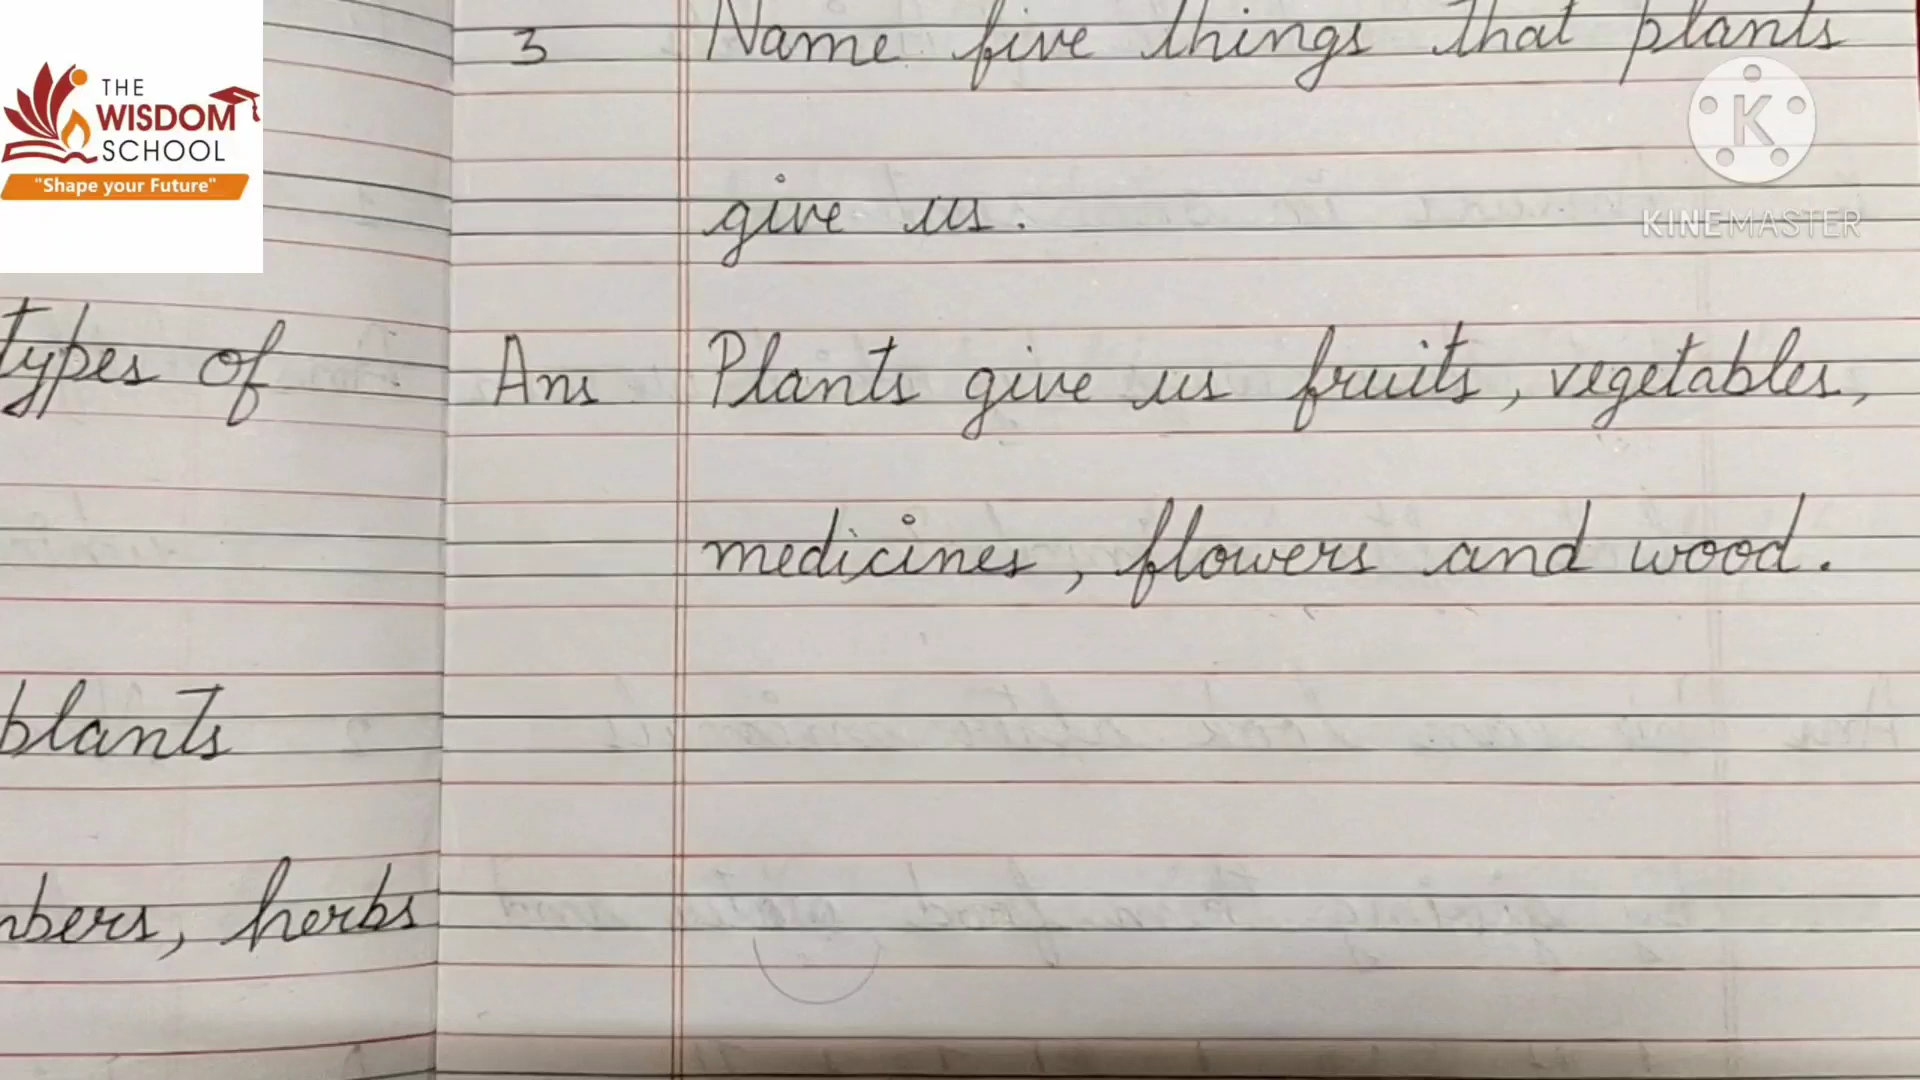 THE
WISDOM
SCHOOL
"Shape your Future"
KINEMASTER
types of
plants
herbs
3 Name five things that plants
give us.
Ans Plants give us fruits, vegetables,
medicines, flowers and wood.